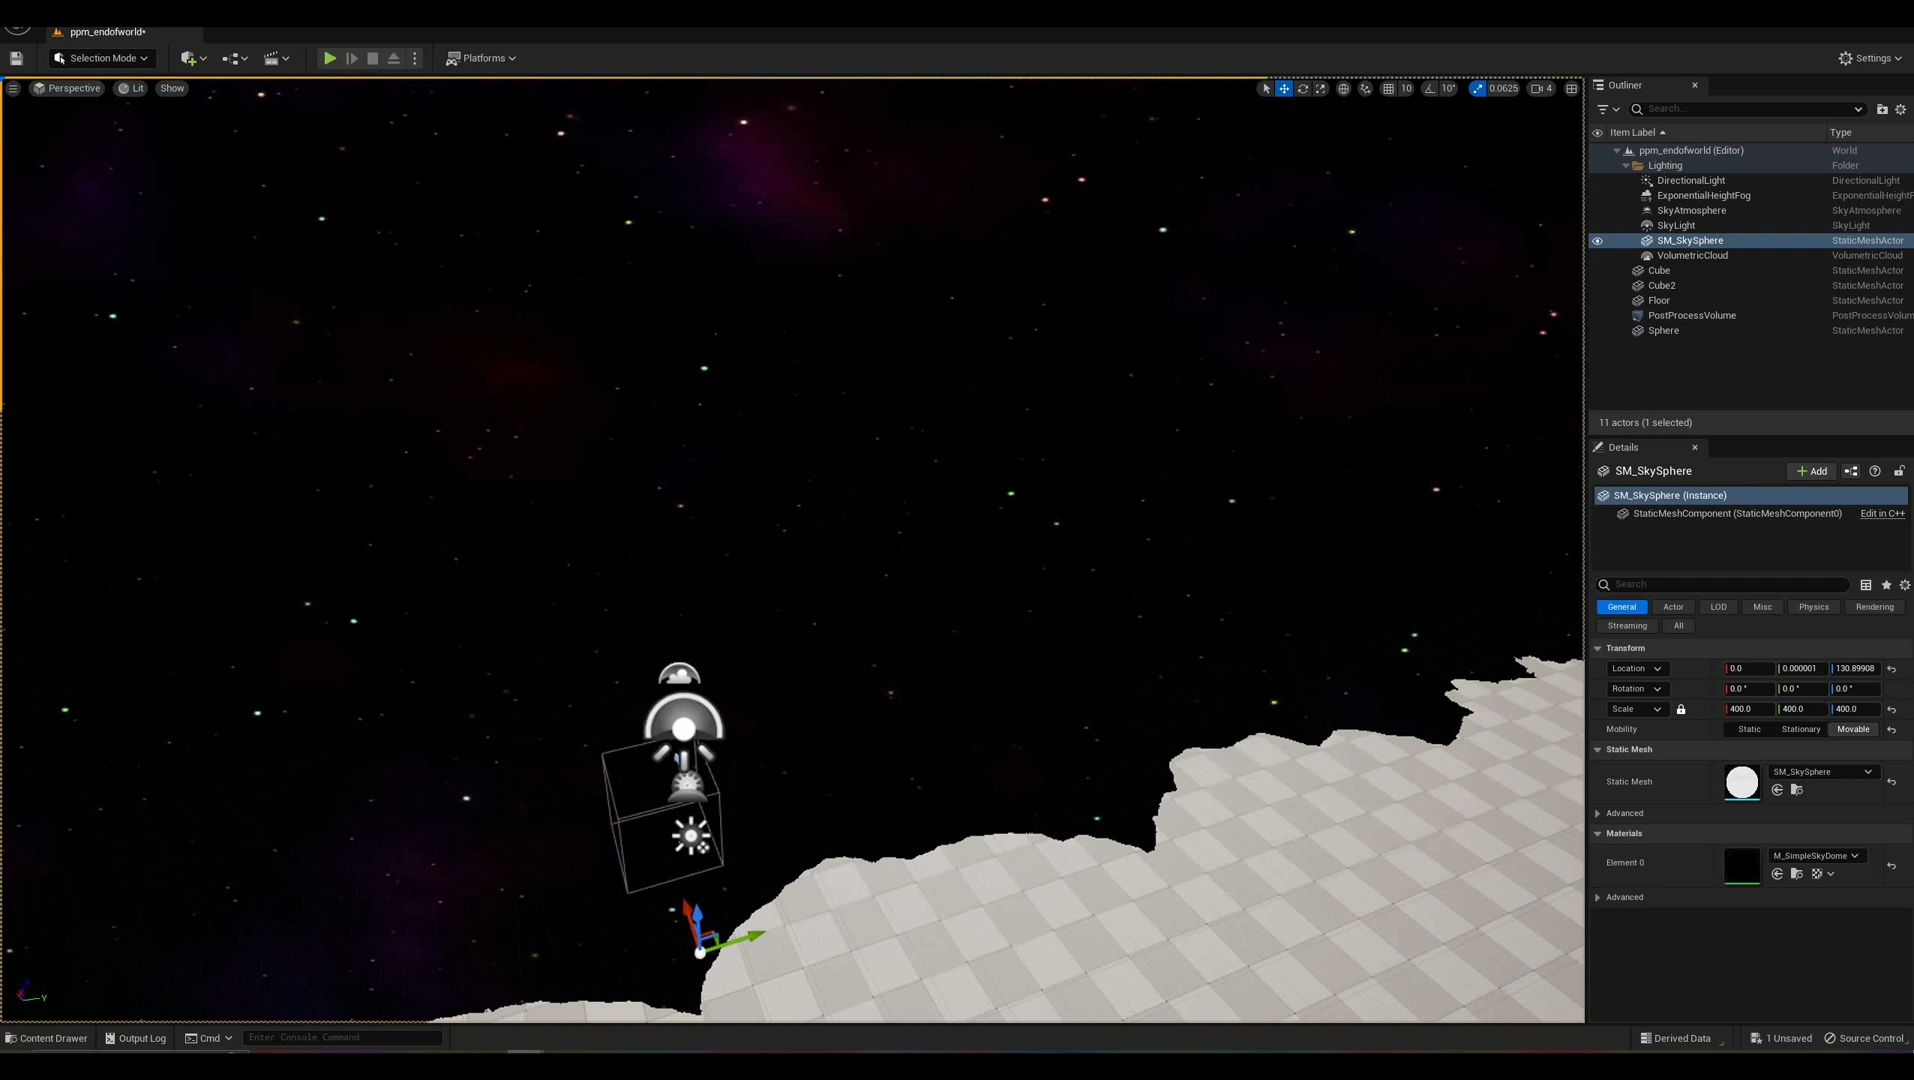 ppm_endofworld*
Selection Mode
Platforms
Settings
Perspective
Lit
Show
10
10°
0.0625
4
Outliner
Search...
Item Label
Type
ppm_endofworld (Editor)
World
Lighting
Folder
DirectionalLight
DirectionalLight
ExponentialHeightFog
ExponentialHeightF
SkyAtmosphere
SkyAtmosphere
SkyLight
SkyLight
SM_SkySphere
StaticMeshActor
VolumetricCloud
VolumetricCloud
Cube
StaticMeshActor
Cube2
StaticMeshActor
Floor
StaticMeshActor
PostProcessVolume
PostProcessVolum
Sphere
StaticMeshActor
11 actors (1 selected)
Details
SM_SkySphere
Add
SM_SkySphere (Instance)
StaticMeshComponent (StaticMeshComponent0)
Edit in C++
Search
General
Actor
LOD
Misc
Physics
Rendering
Streaming
All
Transform
Location
0.0
0.000001
130.89908
Rotation
0.0 °
0.0 °
0.0 °
Scale
400.0
400.0
400.0
Mobility
Static
Stationary
Movable
Static Mesh
Static Mesh
SM_SkySphere
Advanced
Materials
Element 0
M_SimpleSkyDome
Advanced
Y
Content Drawer
Output Log
Cmd
Enter Console Command
Derived Data
1 Unsaved
Source Control